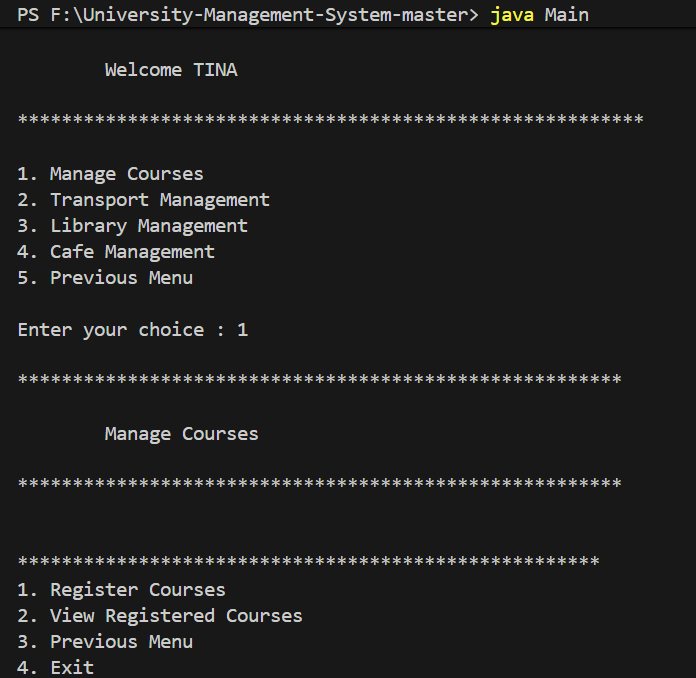 PS F:\University-Management-System-master> java Main
Welcome TINA
*********************************************************
1. Manage Courses
2. Transport Management
3. Library Management
4. Cafe Management
5. Previous Menu
Enter your choice : 1
*******************************************************
Manage Courses
*******************************************************
*****************************************************
1. Register Courses
2. View Registered Courses
3. Previous Menu
4. Exit